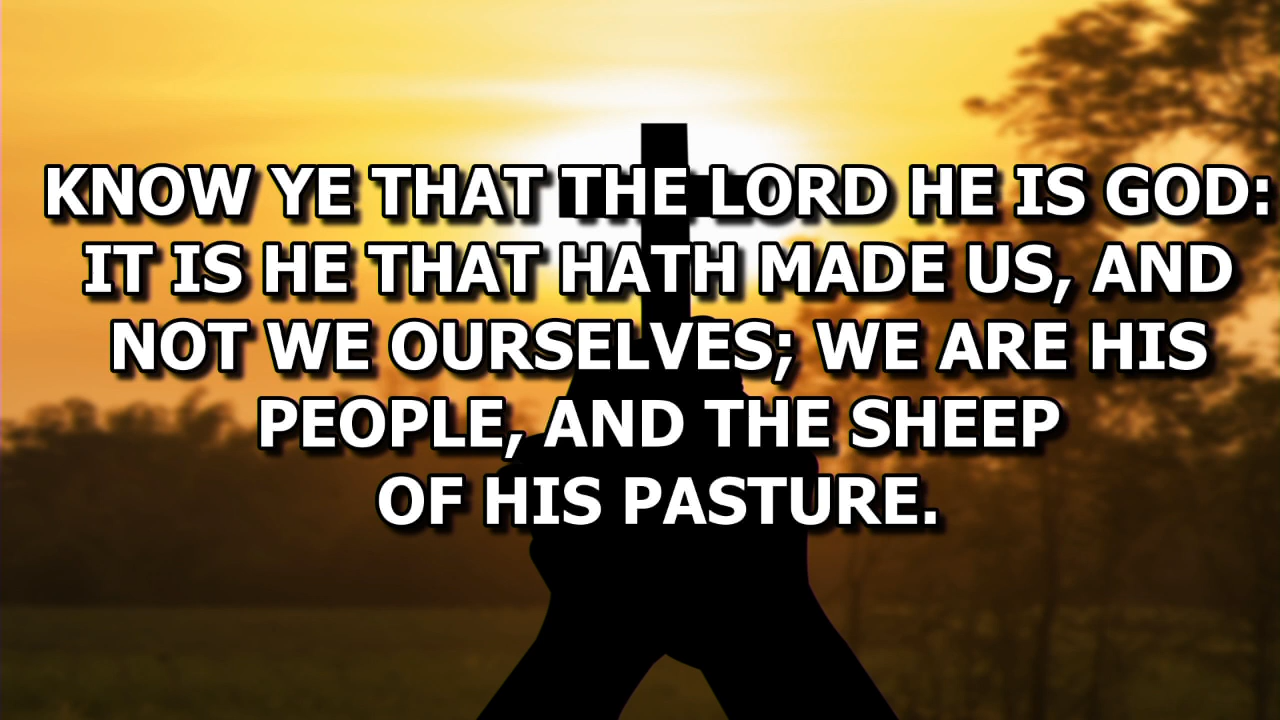 KNOW YE THAT THE LORD HE IS GOD:
IT IS HE THAT HATH MADE US, AND
NOT WE OURSELVES; WE ARE HIS
PEOPLE, AND THE SHEEP
OF HIS PASTURE.